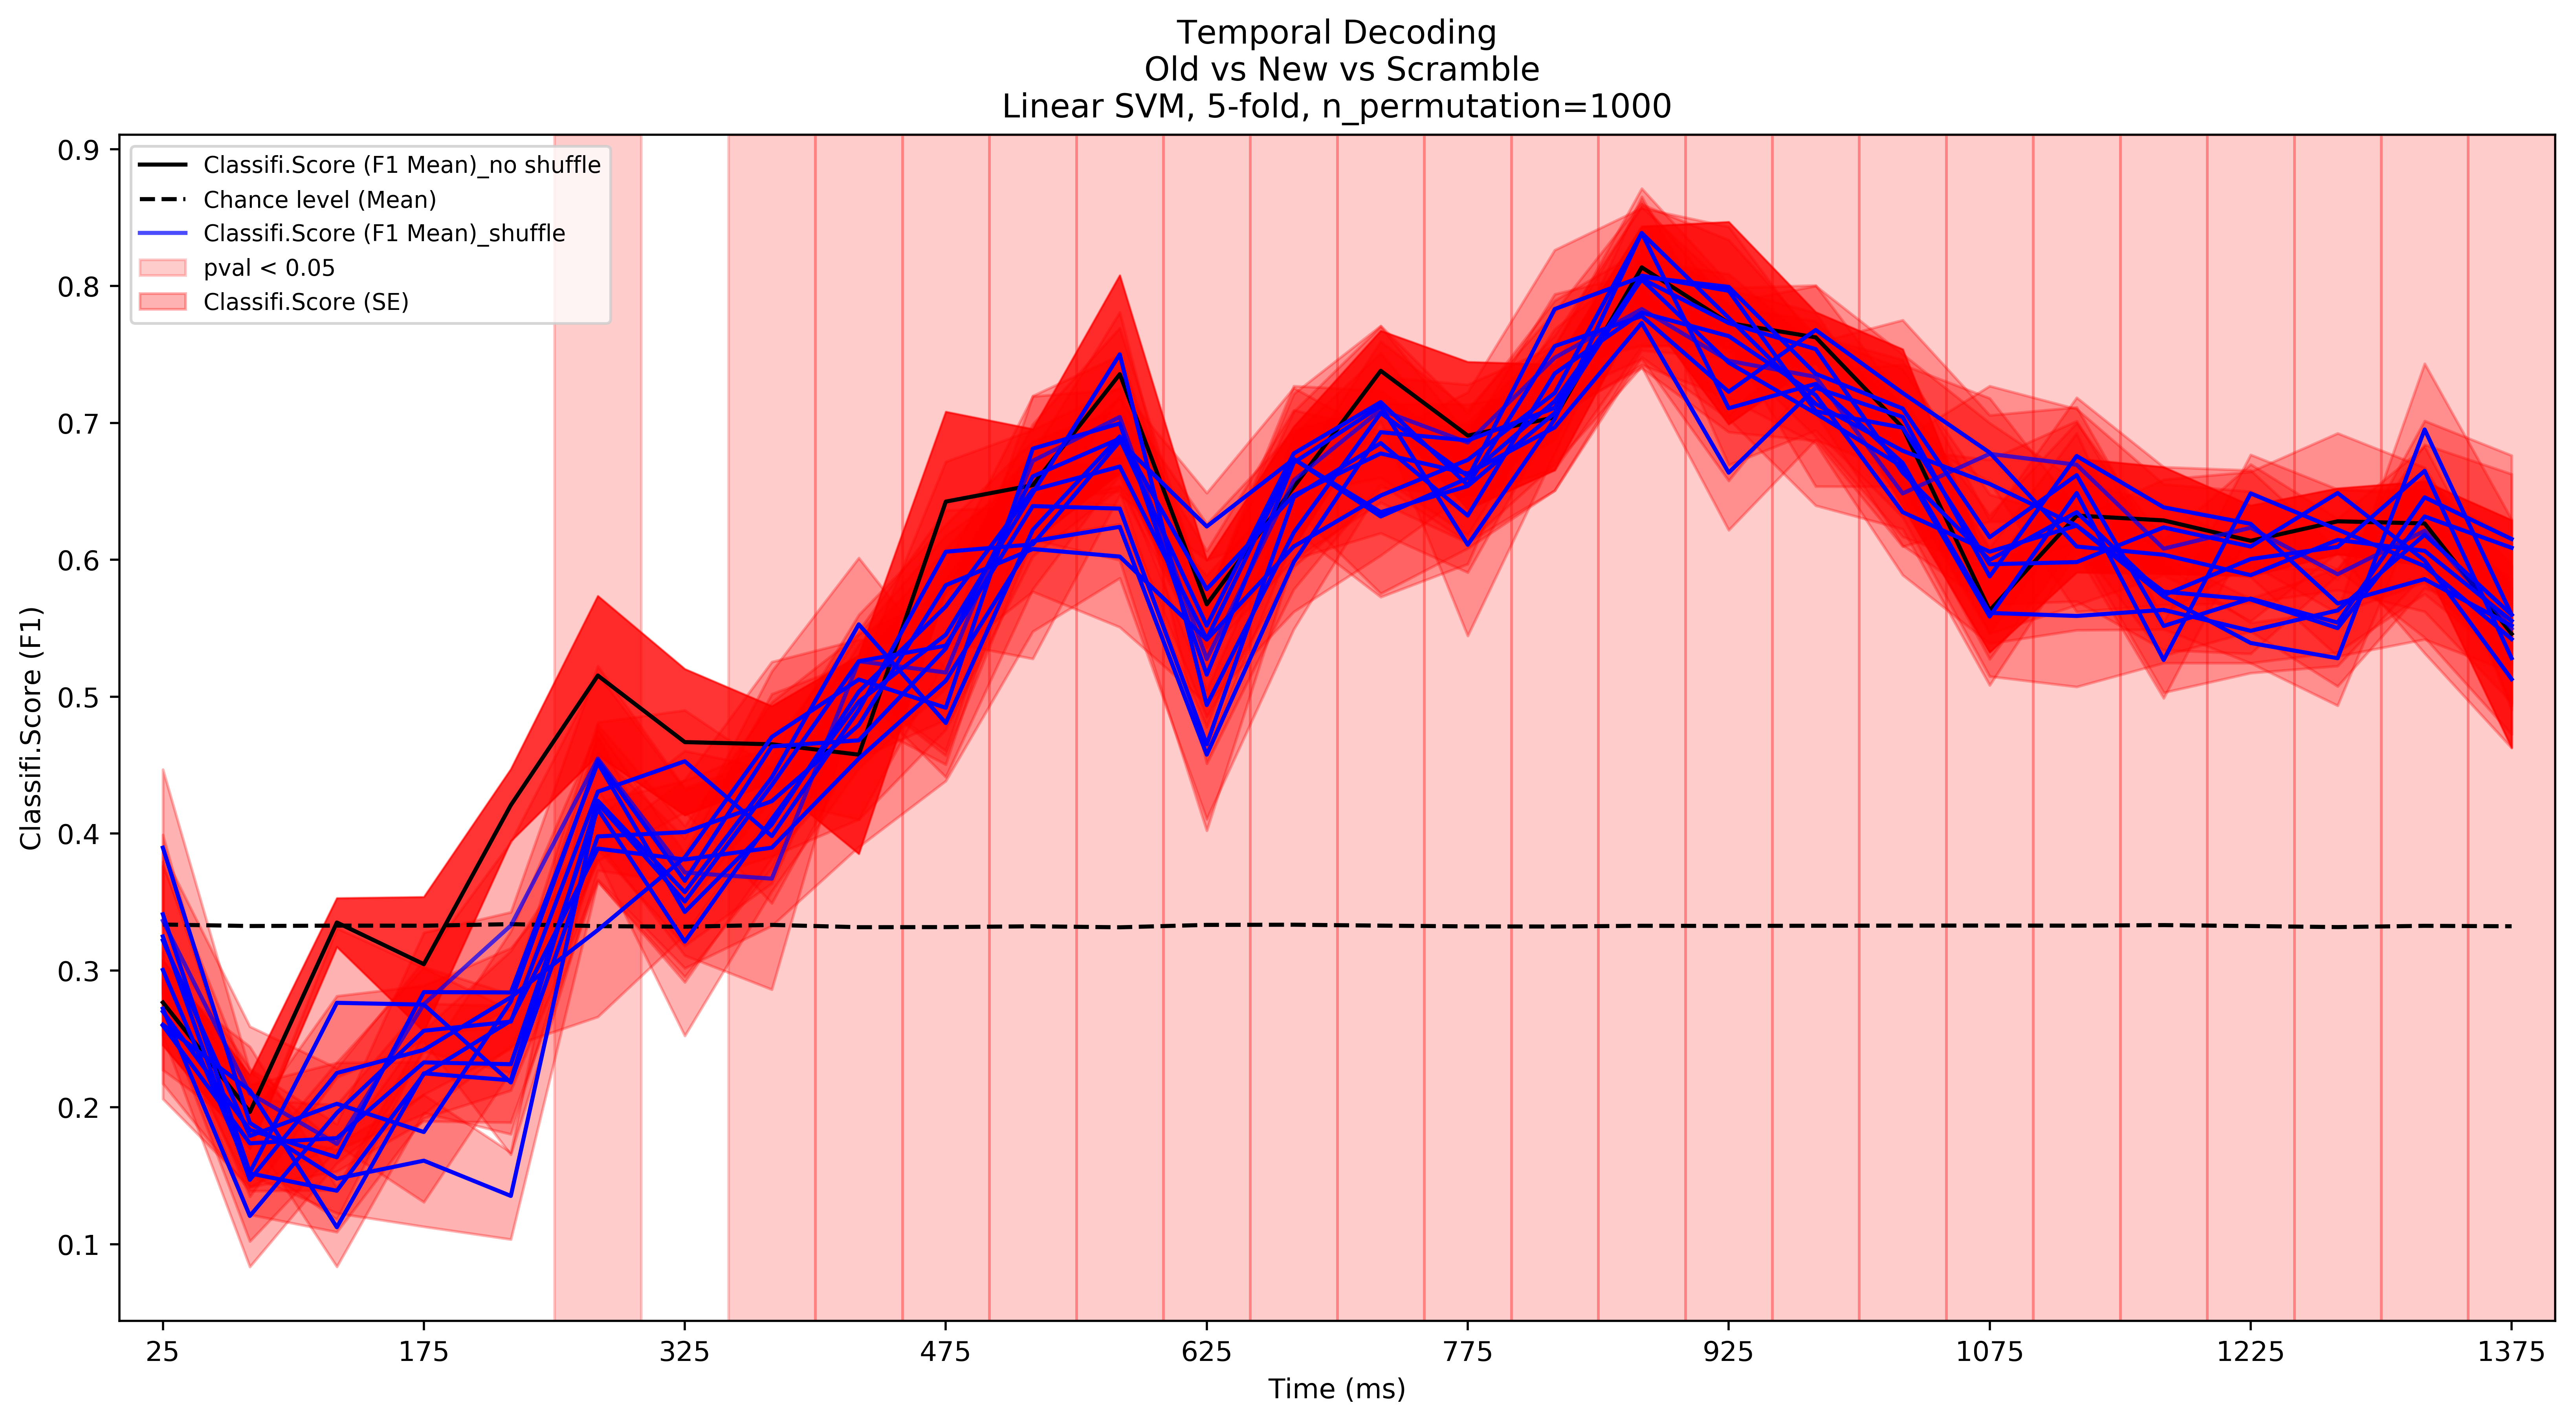 Temporal Decoding
Old vs New vs Scramble
Linear SVM, 5-fold, n_permutation=1000
Classifi.Score (F1 Mean)_no shuffle
Chance level (Mean)
Classifi.Score (F1 Mean)_shuffle
pval < 0.05
Classifi.Score (SE)
Classifi.Score (F1)
0.9
0.8
0.7
0.6
0.5
0.4
0.3
0.2
0.1
25 175 325 475 625 775 925 1075 1225 1375
Time (ms)